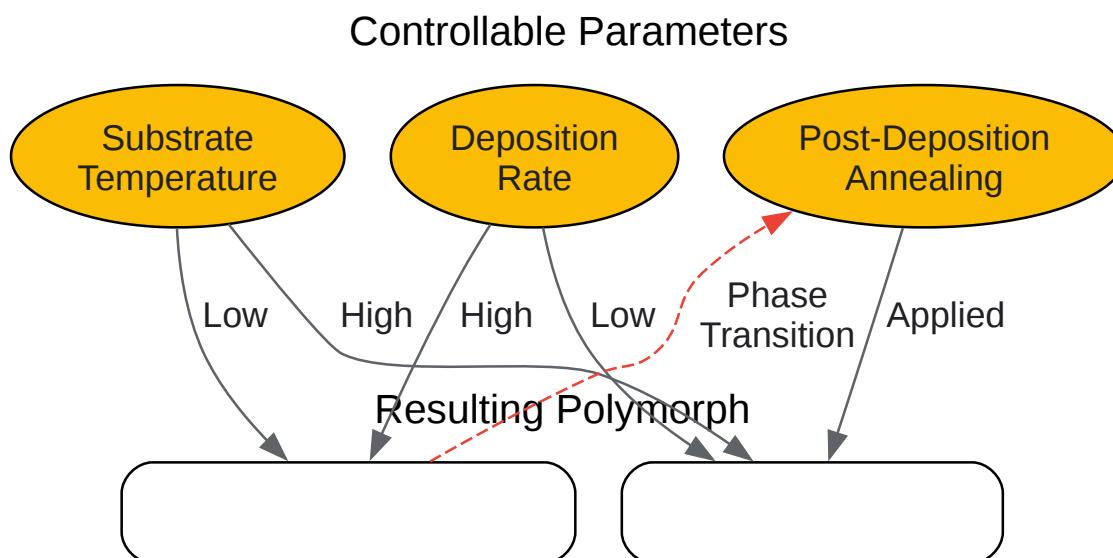 Controllable Parameters
Substrate
Temperature
Deposition
Rate
Post-Deposition
Annealing
Low
High
High
Low
Phase
Transition
Applied
Resulting Polymorph